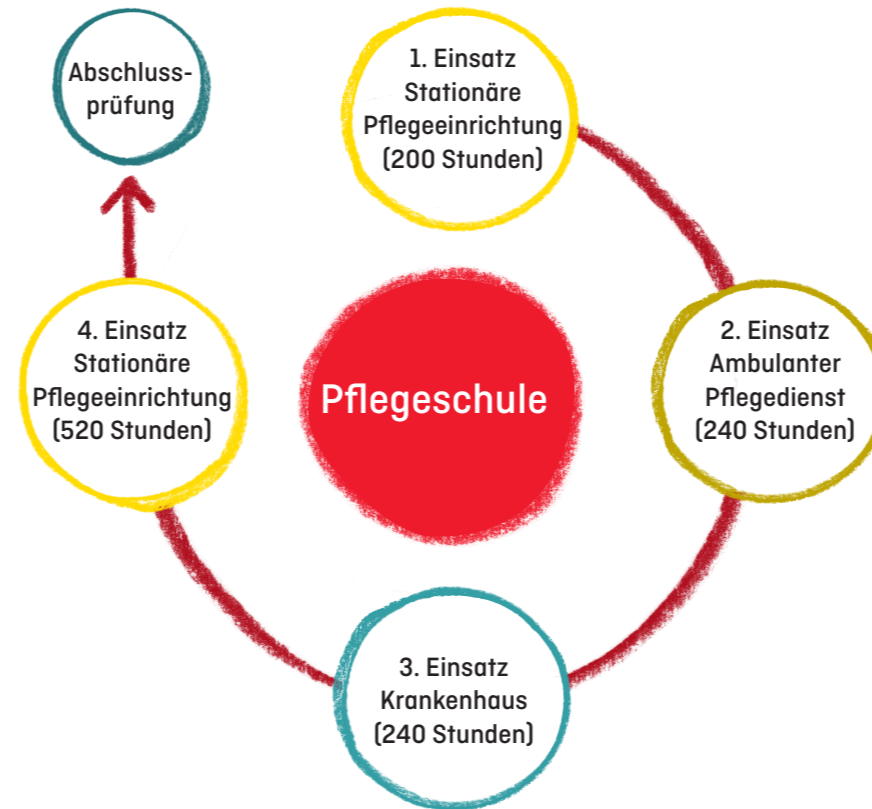 Abschluss-
prüfung
1. Einsatz
Stationäre
Pflegeeinrichtung
(200 Stunden)
2. Einsatz
Ambulanter
Pflegedienst
(240 Stunden)
3. Einsatz
Krankenhaus
(240 Stunden)
4. Einsatz
Stationäre
Pflegeeinrichtung
(520 Stunden)
Pflegeschule